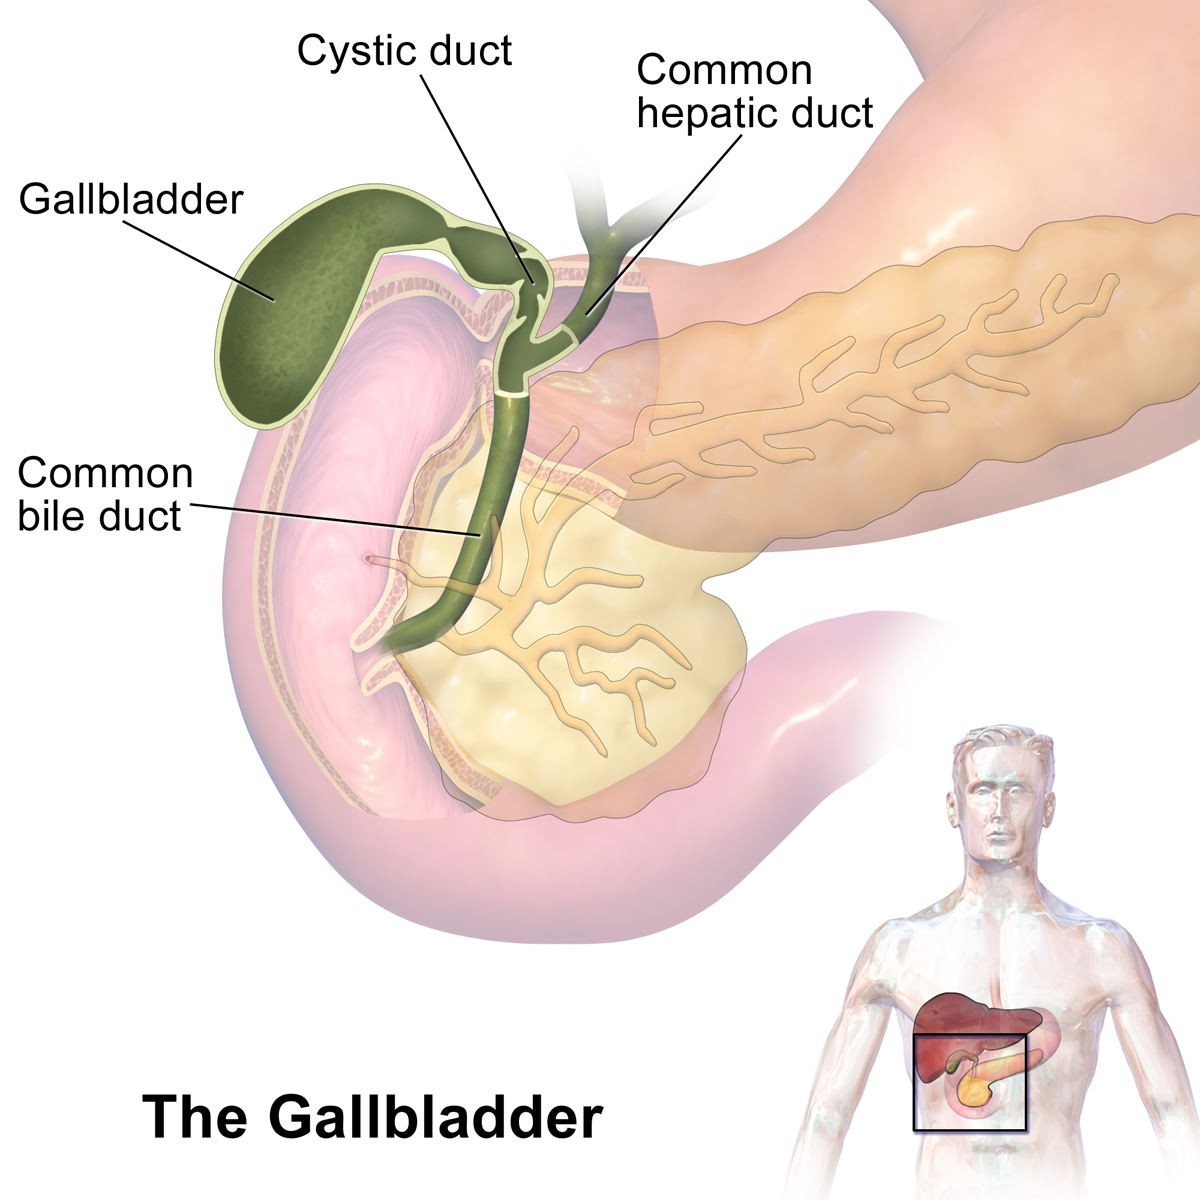 Cystic duct
Common
hepatic duct
Gallbladder
Common
bile duct
The Gallbladder